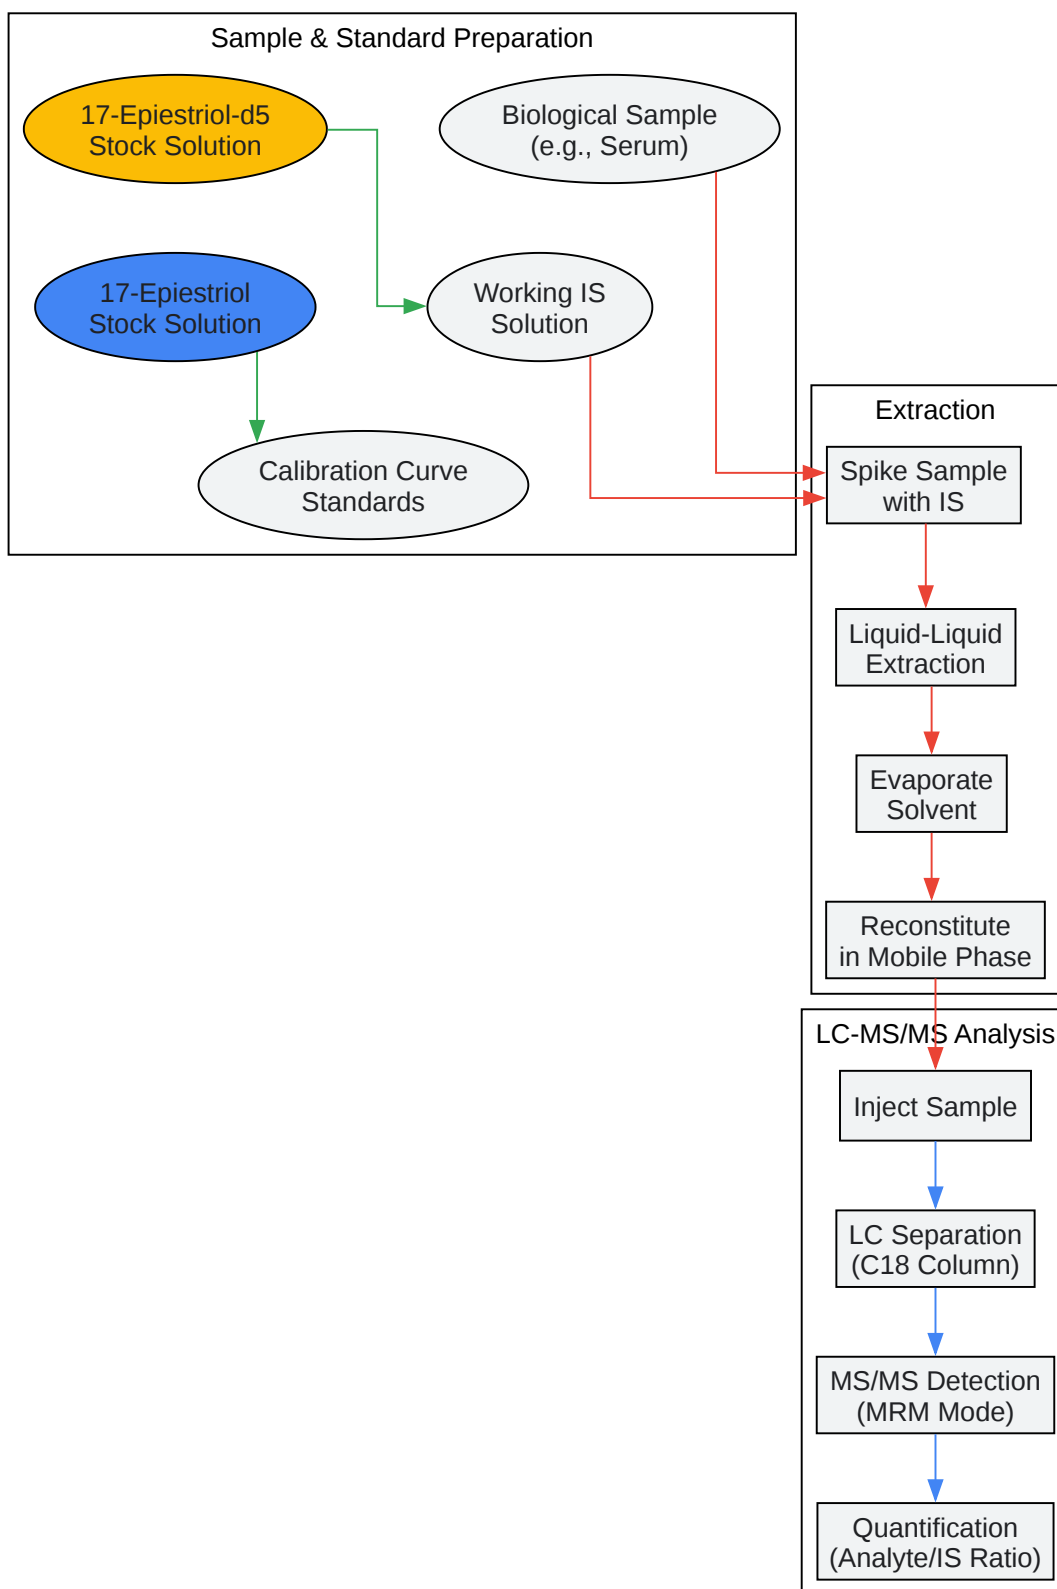 Sample & Standard Preparation
17-Epiestriol-d5
Stock Solution
Biological Sample
(e.g., Serum)
17-Epiestriol
Stock Solution
Working IS
Solution
Calibration Curve
Standards
Extraction
Spike Sample
with IS
Liquid-Liquid
Extraction
Evaporate
Solvent
Reconstitute
in Mobile Phase
LC-MS/MS Analysis
Inject Sample
LC Separation
(C18 Column)
MS/MS Detection
(MRM Mode)
Quantification
(Analyte/IS Ratio)